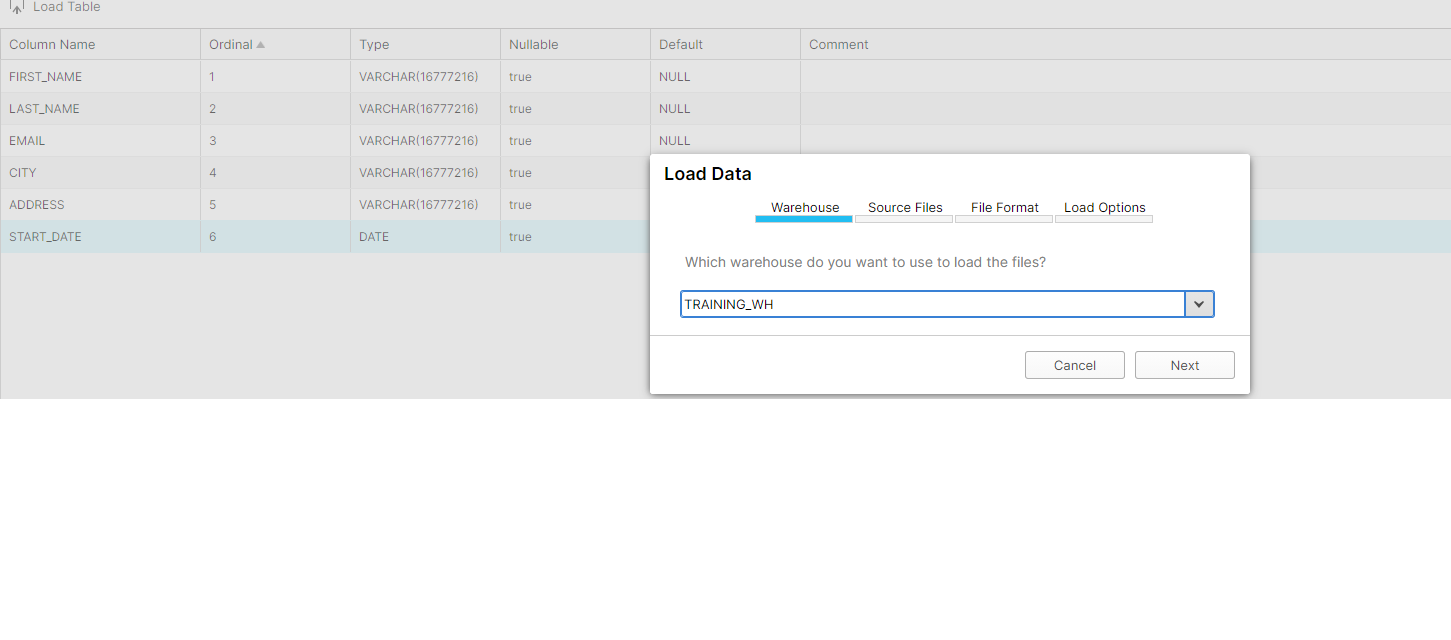 Load Table
Column Name Ordinal Type Nullable Default Comment
FIRST_NAME 1 VARCHAR(16777216) true NULL
LAST_NAME 2 VARCHAR(16777216) true NULL
EMAIL 3 VARCHAR(16777216) true NULL
CITY 4 VARCHAR(16777216) true
ADDRESS 5 VARCHAR(16777216) true
START_DATE 6 DATE true
Load Data
Warehouse Source Files File Format Load Options
Which warehouse do you want to use to load the files?
TRAINING_WH
Cancel Next